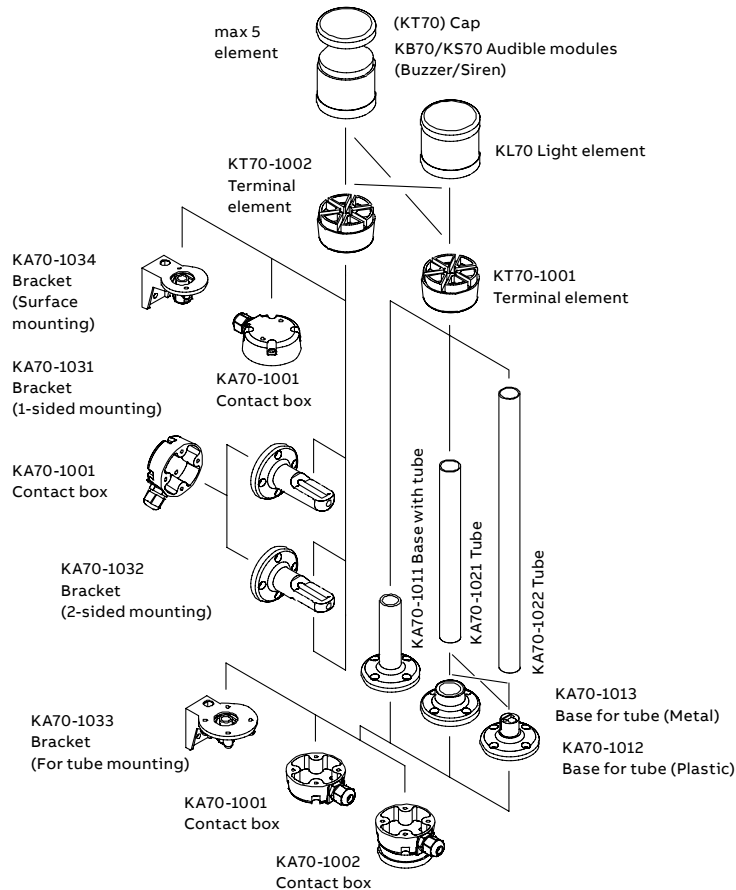 max 5
element
(KT70) Cap
KB70/KS70 Audible modules
(Buzzer/Siren)
KL70 Light element
KT70-1002
Terminal
element
KT70-1001
Terminal element
KA70-1034
Bracket
(Surface
mounting)
KA70-1001
Contact box
KA70-1031
Bracket
(1-sided mounting)
KA70-1001
Contact box
KA70-1032
Bracket
(2-sided mounting)
KA70-1011 Base with tube
KA70-1021 Tube
KA70-1022 Tube
KA70-1013
Base for tube (Metal)
KA70-1012
Base for tube (Plastic)
KA70-1033
Bracket
(For tube mounting)
KA70-1001
Contact box
KA70-1002
Contact box